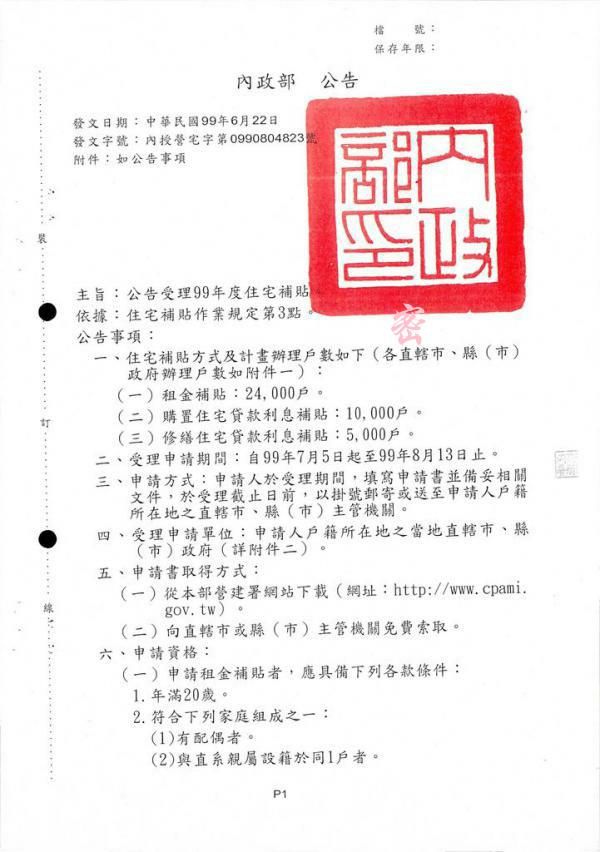 檔　　號：
保存年限：
內政部　公告
發文日期：中華民國99年6月22日
發文字號：內授營宅字第0990804823號
附件：如公告事項
內政部印
主旨：公告受理99年度住宅補貼
依據：住宅補貼作業規定第3點。
密
公告事項：
一、住宅補貼方式及計畫辦理戶數如下（各直轄市、縣（市）
政府辦理戶數如附件一）：
（一）租金補貼：24,000戶。
（二）購置住宅貸款利息補貼：10,000戶。
（三）修繕住宅貸款利息補貼：5,000戶。
二、受理申請期間：自99年7月5日起至99年8月13日止。
三、申請方式：申請人於受理期間，填寫申請書並備妥相關
文件，於受理截止日前，以掛號郵寄或送至申請人戶籍
所在地之直轄市、縣（市）主管機關。
四、受理申請單位：申請人戶籍所在地之當地直轄市、縣
（市）政府（詳附件二）。
五、申請書取得方式：
（一）從本部營建署網站下載（網址：http://www.cpami.
gov.tw）。
（二）向直轄市或縣（市）主管機關免費索取。
六、申請資格：
（一）申請租金補貼者，應具備下列各款條件：
1.年滿20歲。
2.符合下列家庭組成之一：
(1)有配偶者。
(2)與直系親屬設籍於同1戶者。
裝
訂
線
P1